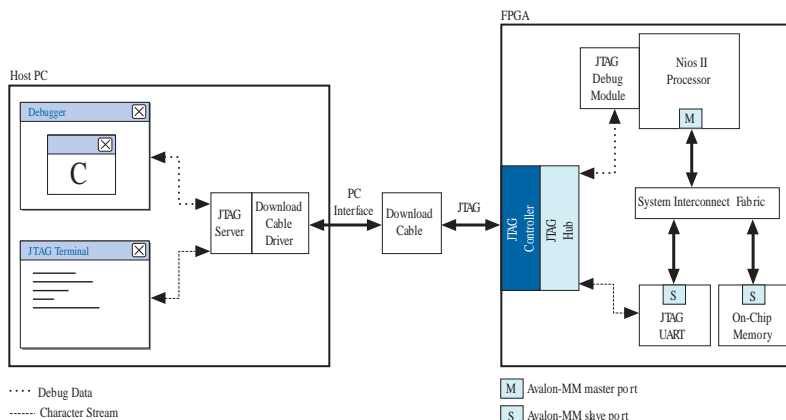 FPGA
Host PC
Debugger
C
JTAG Terminal
JTAG
Server
Download
Cable
Driver
PC
Interface
Download
Cable
JTAG
JTAG
Controller
JTAG
Hub
JTAG
Debug
Module
Nios II
Processor
M
System Interconnect Fabric
S
JTAG
UART
S
On-Chip
Memory
Debug Data
Character Stream
M
Avalon-MM master port
S
Avalon-MM slave port